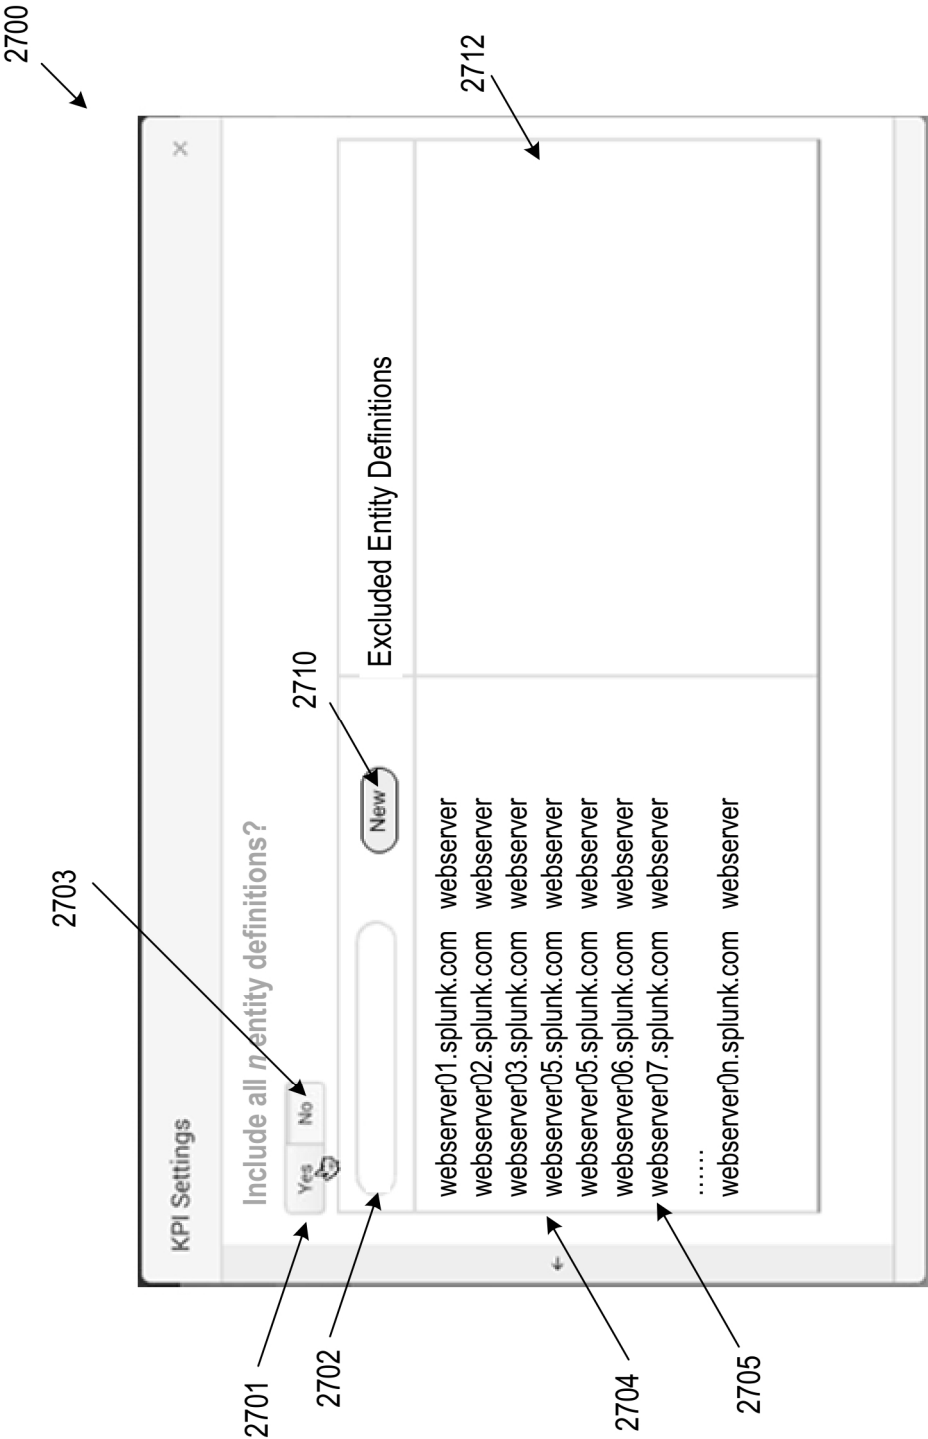 2700
KPI Settings ×
Include all n entity definitions?
Yes No
2701
2703
2702
New
2710
Excluded Entity Definitions
2712
webserver01.splunk.com webserver
webserver02.splunk.com webserver
webserver03.splunk.com webserver
webserver05.splunk.com webserver
webserver05.splunk.com webserver
webserver06.splunk.com webserver
webserver07.splunk.com webserver
......
webserver0n.splunk.com webserver
2704
2705